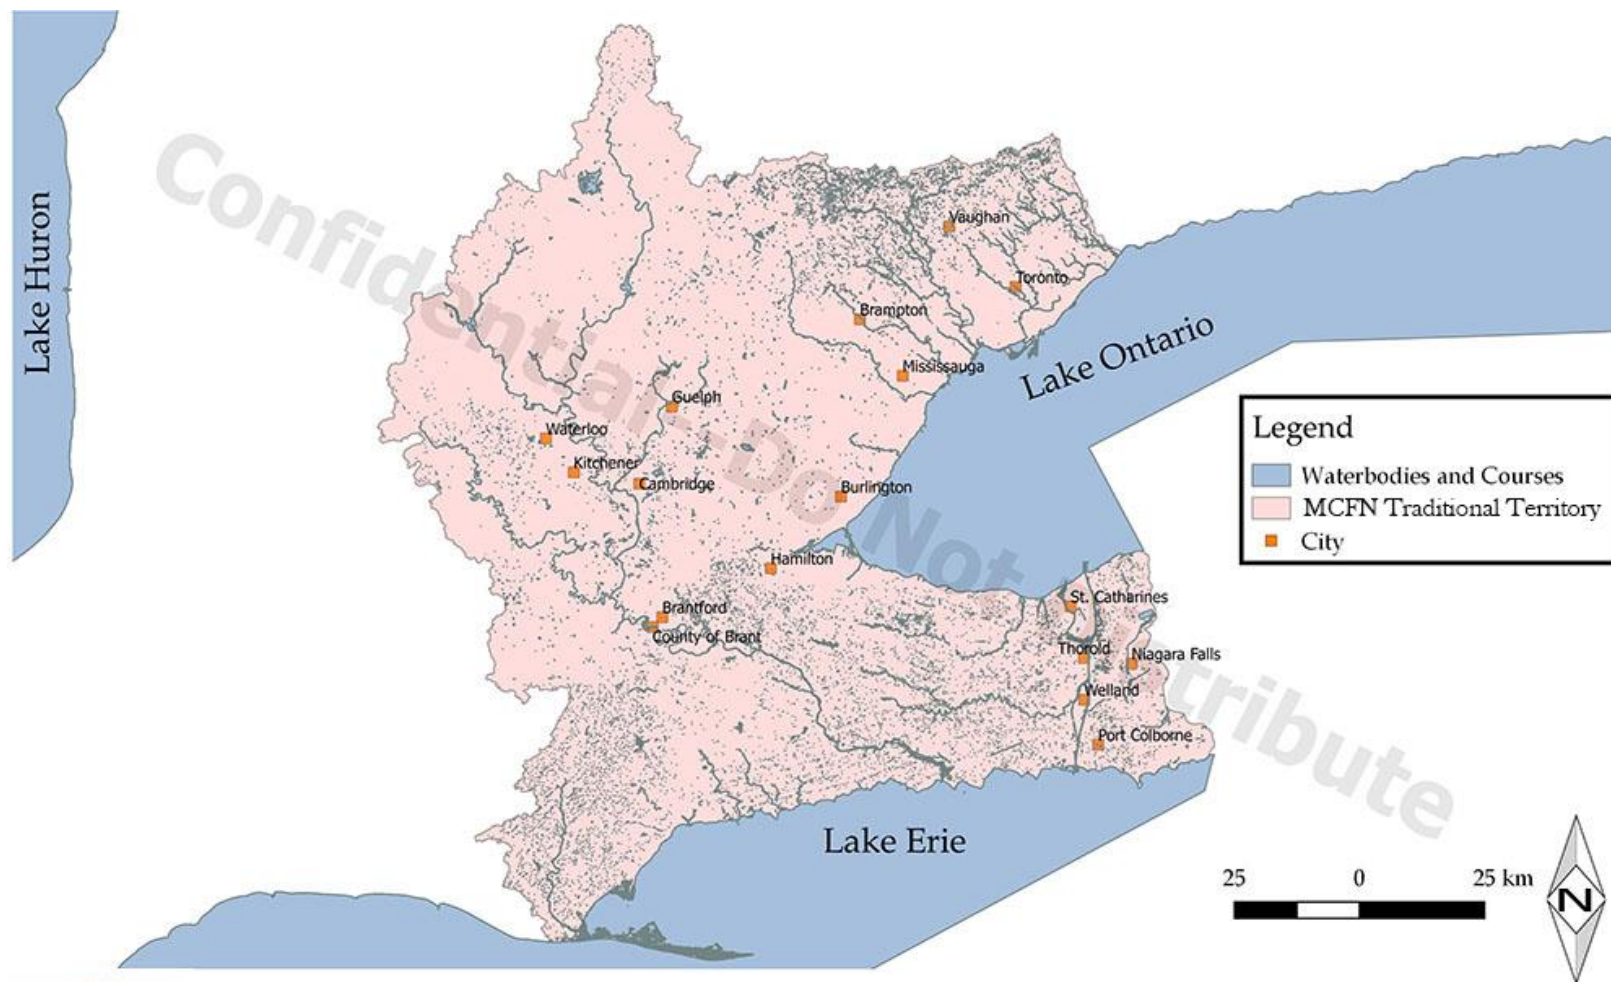 Confidential--Do Not Distribute
Lake Huron
Vaughan
Toronto
Brampton
Lake Ontario
Mississauga
Guelph
Waterloo
Kitchener
Cambridge
Burlington
Hamilton
Brantford
County of Brant
St. Catharines
Thorold
Niagara Falls
Welland
Port Colborne
Lake Erie
Legend
Waterbodies and Courses
MCFN Traditional Territory
City
25 0 25 km
N